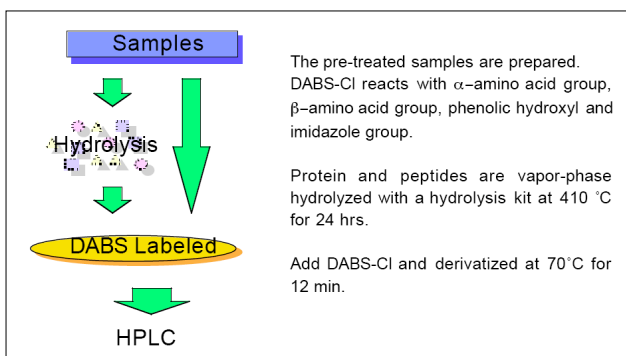 Samples
Hydrolysis
DABS Labeled
HPLC
The pre-treated samples are prepared.
DABS-Cl reacts with α–amino acid group,
β–amino acid group, phenolic hydroxyl and
imidazole group.
Protein and peptides are vapor-phase
hydrolyzed with a hydrolysis kit at 410 ˚C
for 24 hrs.
Add DABS-Cl and derivatized at 70˚C for
12 min.